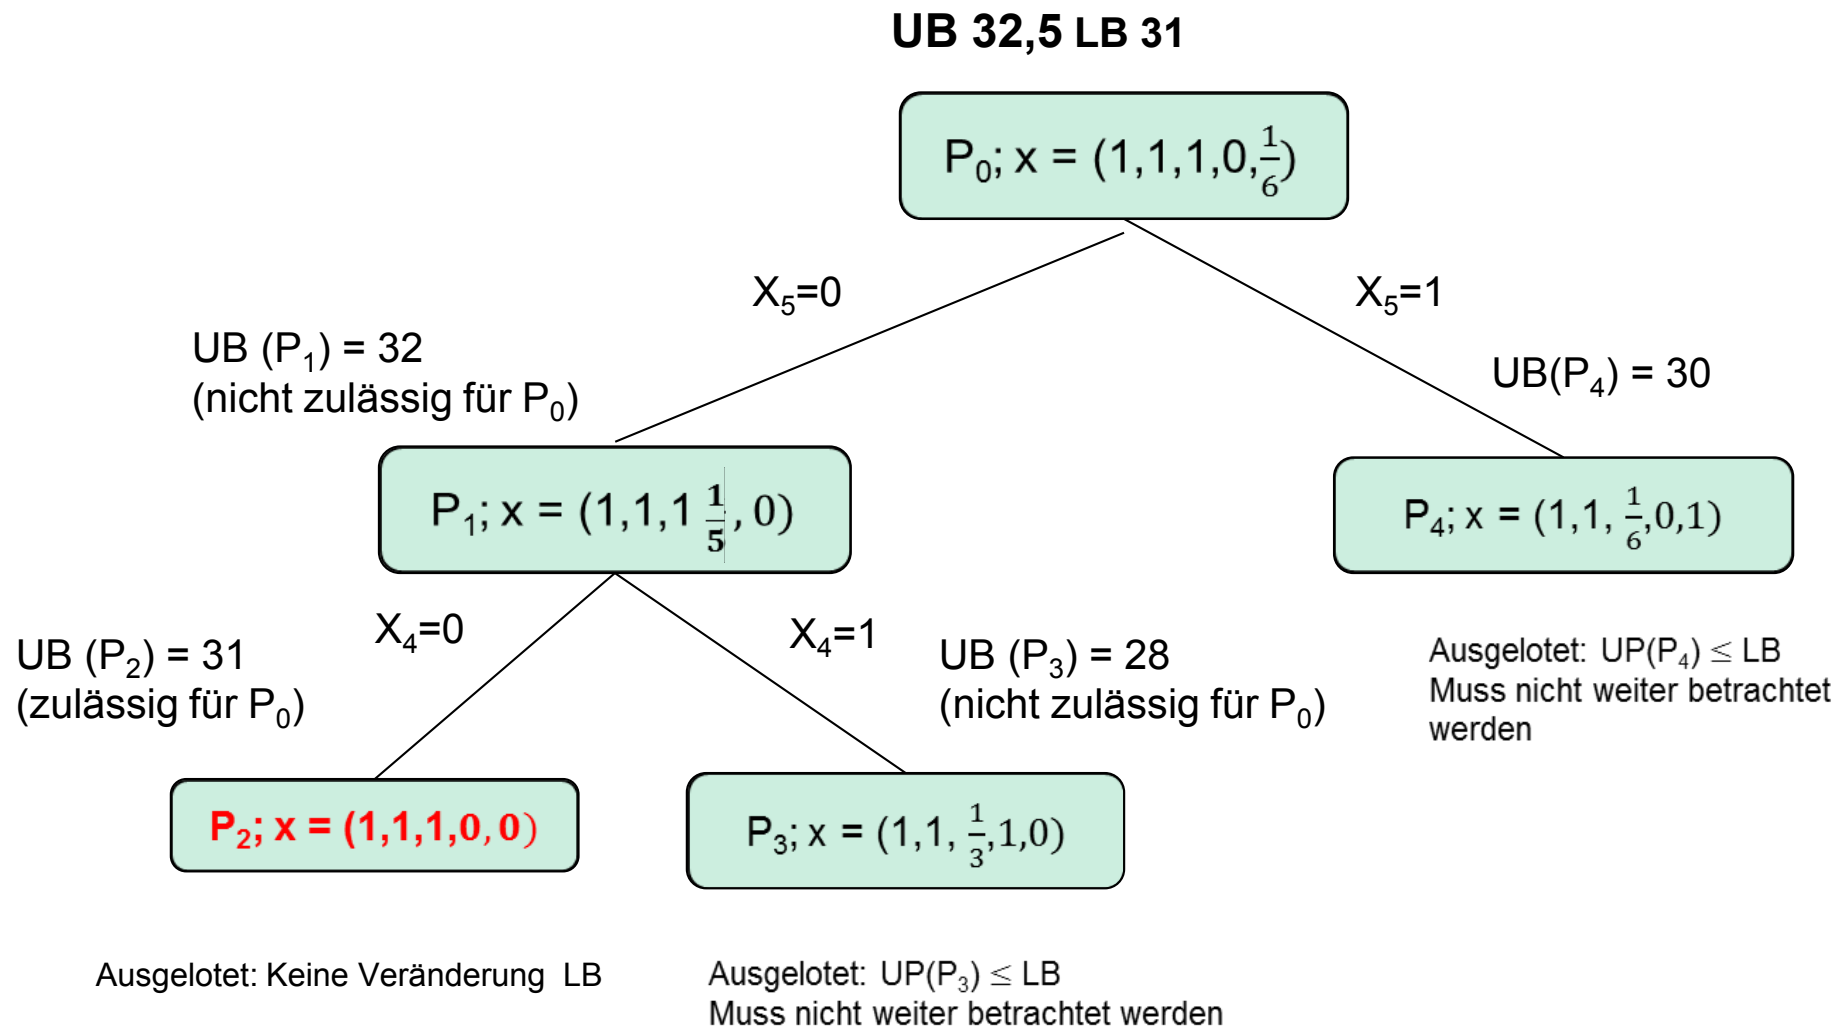 UB 32,5 LB 31
P₀; x = (1,1,1,0,1/6)
X₅=0
X₅=1
UB (P₁) = 32
(nicht zulässig für P₀)
UB(P₄) = 30
P₁; x = (1,1,1 1/5, 0)
P₄; x = (1,1, 1/6,0,1)
X₄=0
X₄=1
UB (P₂) = 31
(zulässig für P₀)
UB (P₃) = 28
(nicht zulässig für P₀)
Ausgelotet: UP(P₄) ≤ LB
Muss nicht weiter betrachtet
werden
P₂; x = (1,1,1,0,0)
P₃; x = (1,1, 1/3,1,0)
Ausgelotet: Keine Veränderung LB
Ausgelotet: UP(P₃) ≤ LB
Muss nicht weiter betrachtet werden